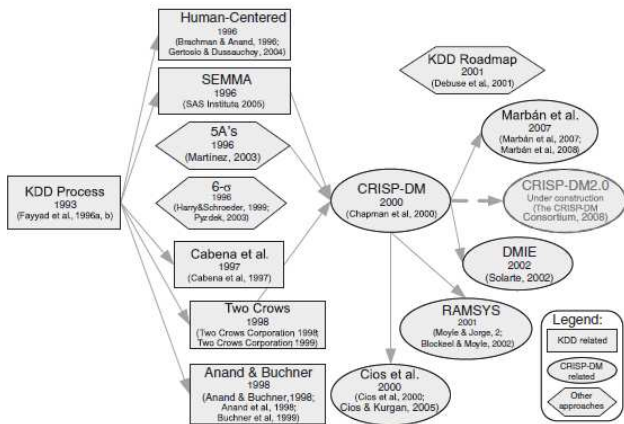 Human-Centered
1996
(Brachman & Anand, 1996;
Gertosio & Dussauchoy, 2004)
SEMMA
1996
(SAS Institute 2005)
5A's
1996
(Martínez, 2003)
6-σ
1996
(Harry&Schroeder, 1999;
Pyzdek, 2003)
KDD Process
1993
(Fayyad et al., 1996a, b)
Cabena et al.
1997
(Cabena et al., 1997)
Two Crows
1998
(Two Crows Corporation 1998;
Two Crows Corporation 1999)
Anand & Buchner
1998
(Anand & Buchner,1998;
Anand et al., 1998;
Buchner et al., 1999)
CRISP-DM
2000
(Chapman et al., 2000)
KDD Roadmap
2001
(Debuse et al., 2001)
Marbán et al.
2007
(Marbán et al., 2007;
Marbán et al., 2008)
CRISP-DM2.0
Under construction
(The CRISP-DM
Consortium, 2008)
DMIE
2002
(Solarte, 2002)
RAMSYS
2001
(Moyle & Jorge, 2;
Blockeel & Moyle, 2002)
Cios et al.
2000
(Cios et al., 2000;
Cios & Kurgan, 2005)
Legend:
KDD related
CRISP-DM
related
Other
approaches